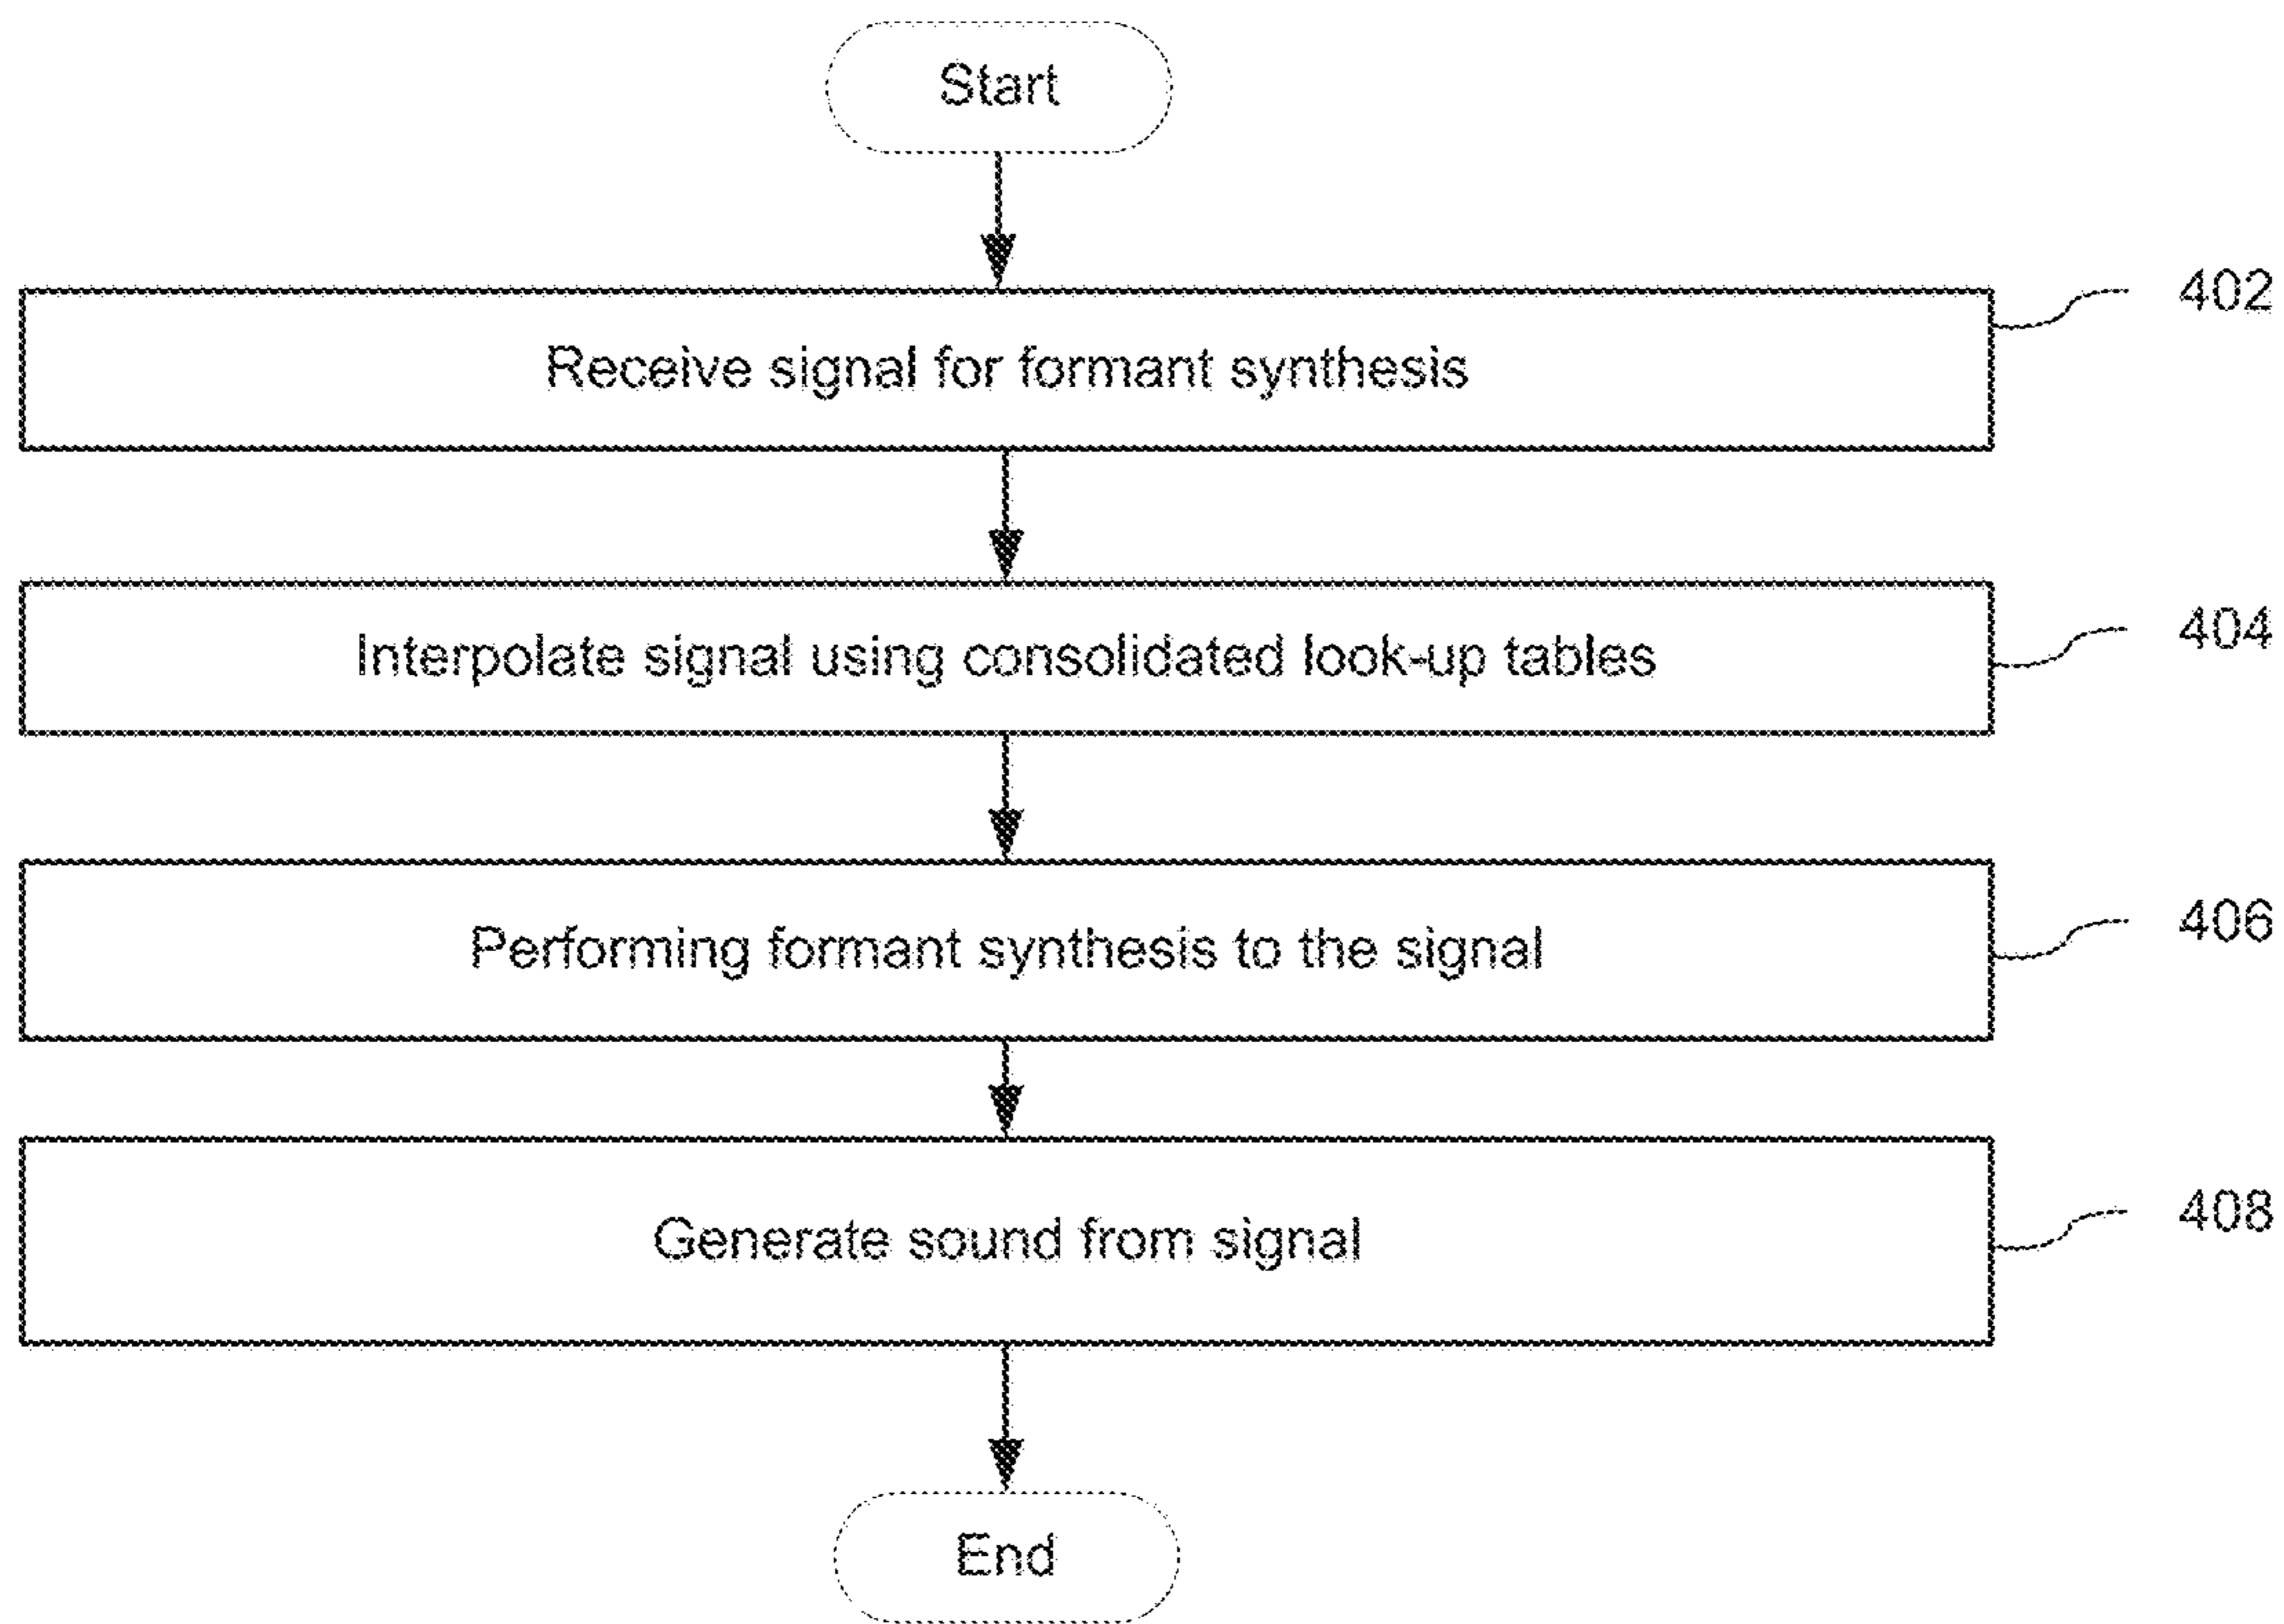 Start
402
Receive signal for formant synthesis
404
Interpolate signal using consolidated look-up tables
406
Performing formant synthesis to the signal
408
Generate sound from signal
End